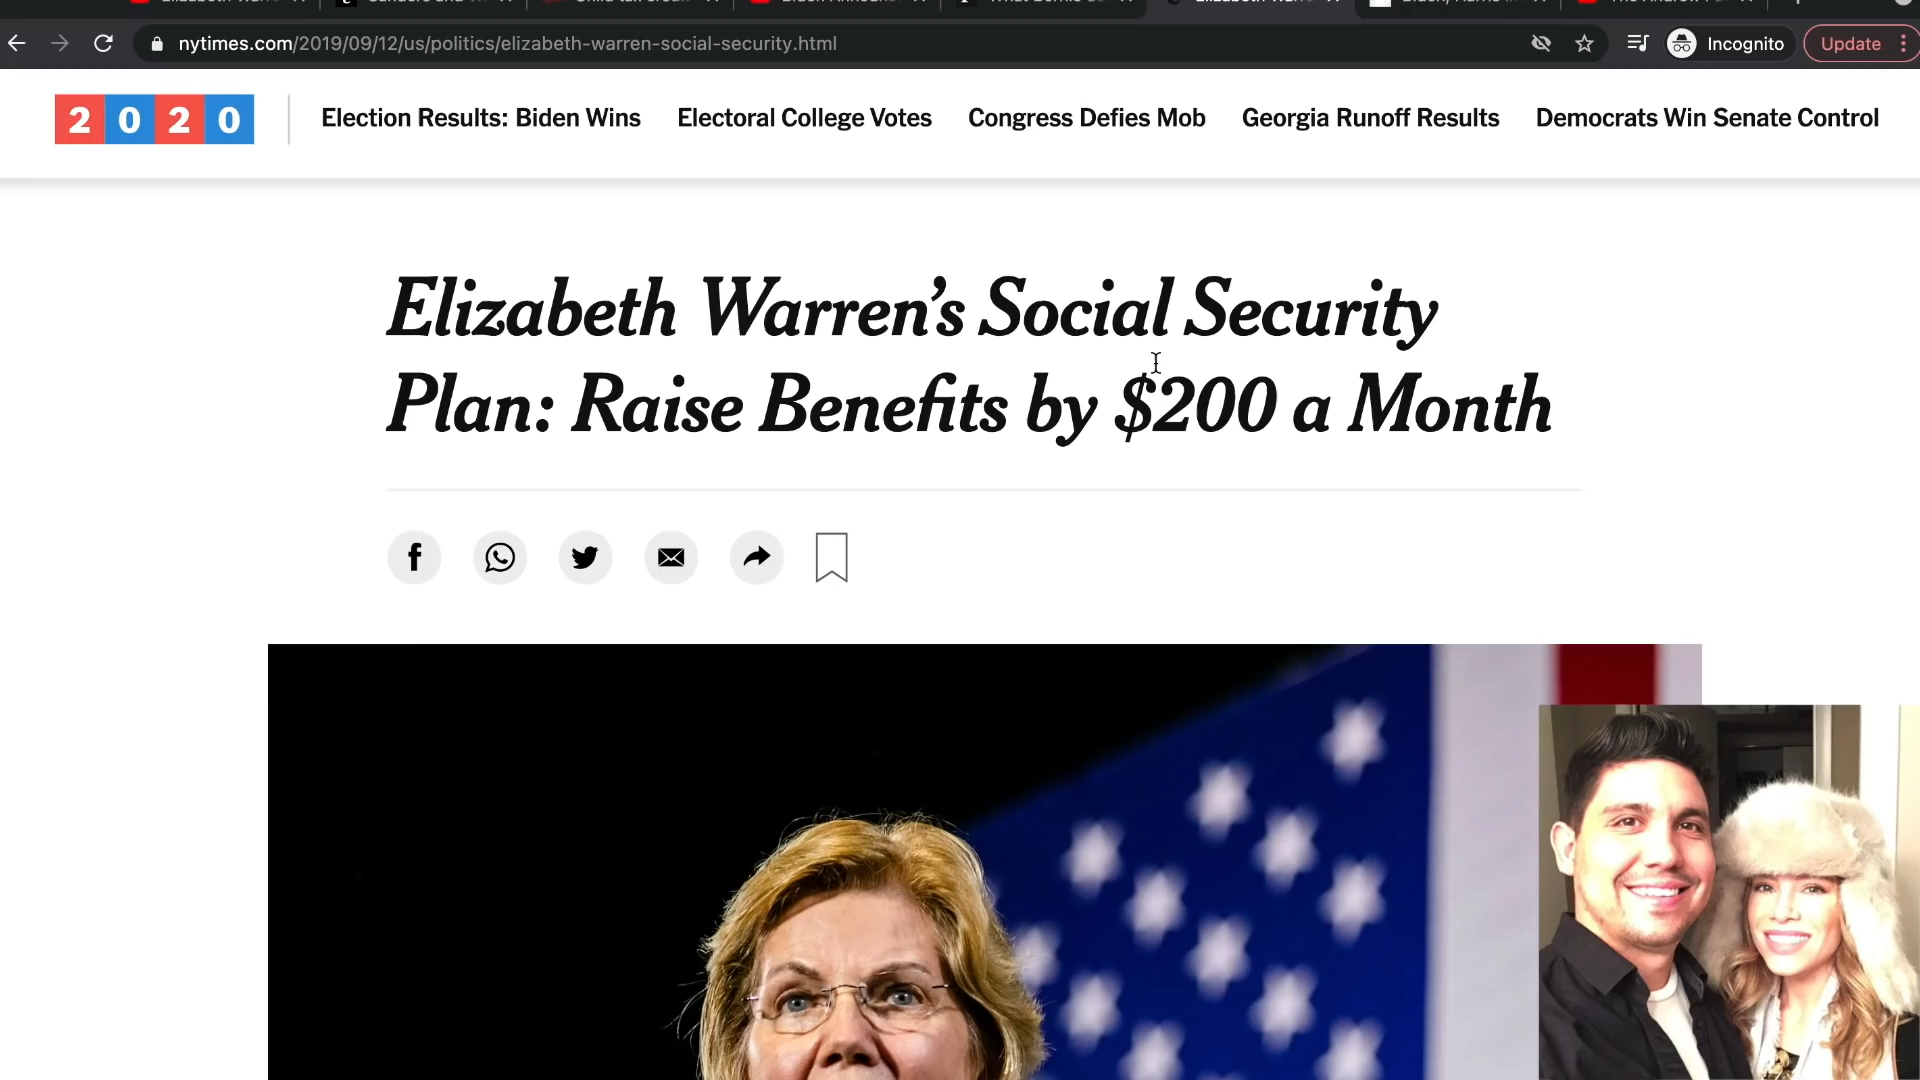 nytimes.com/2019/09/12/us/politics/elizabeth-warren-social-security.html
Incognito
Update
2020
Election Results: Biden Wins
Electoral College Votes
Congress Defies Mob
Georgia Runoff Results
Democrats Win Senate Control
Elizabeth Warren’s Social Security
Plan: Raise Benefits by $200 a Month